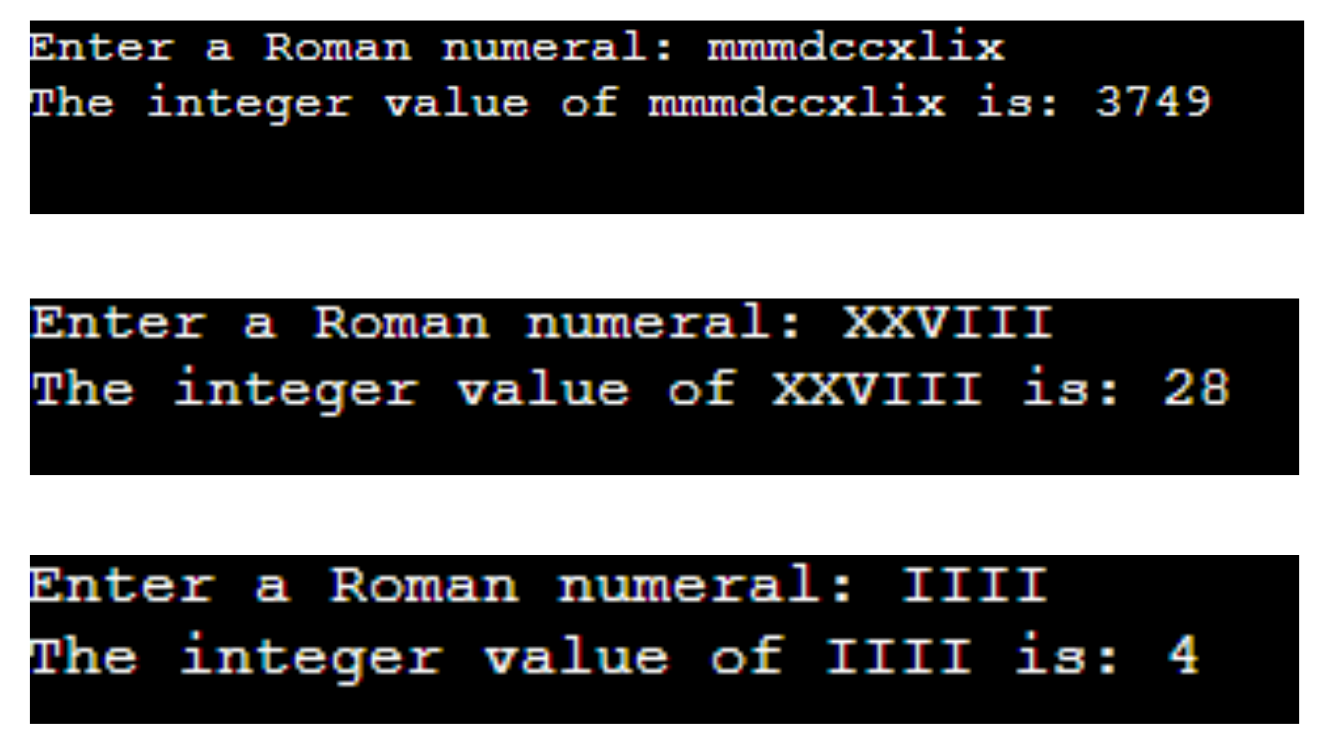 Enter a Roman numeral: mmmdccxlix
The integer value of mmmdccxlix is: 3749
Enter a Roman numeral: XXVIII
The integer value of XXVIII is: 28
Enter a Roman numeral: IIII
The integer value of IIII is: 4